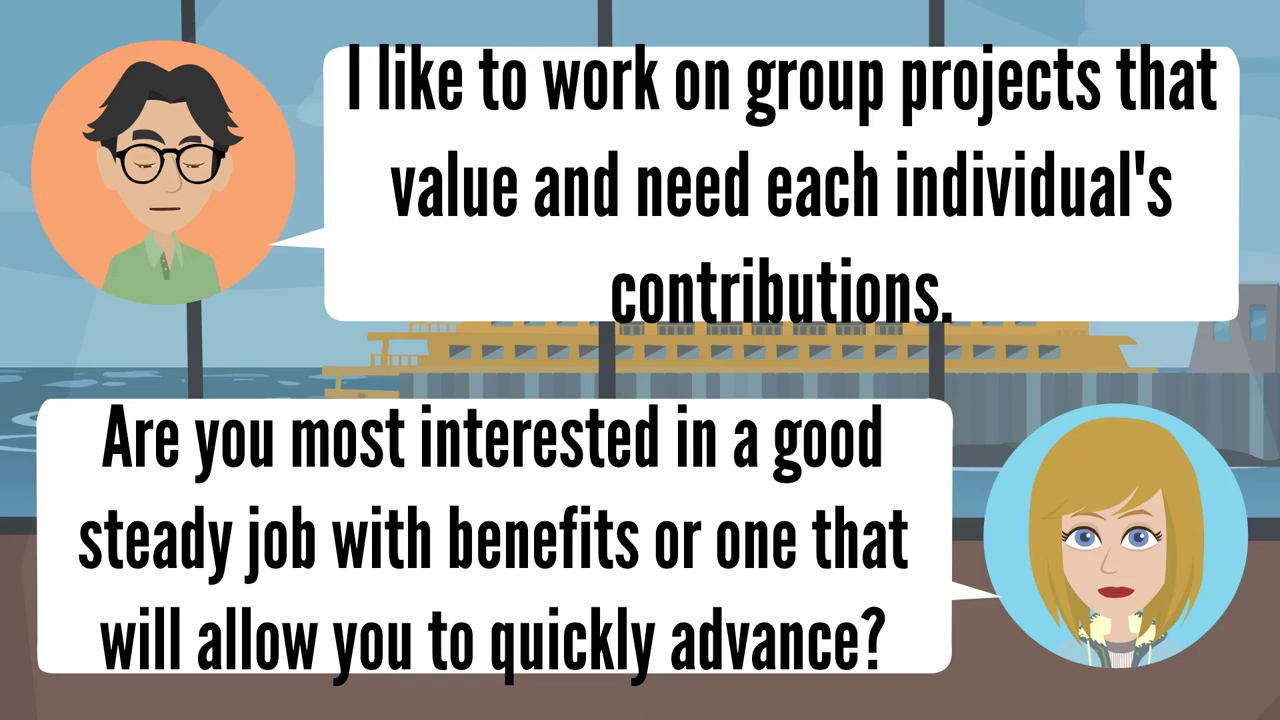 I like to work on group projects that
value and need each individual's
contributions.
Are you most interested in a good
steady job with benefits or one that
will allow you to quickly advance?